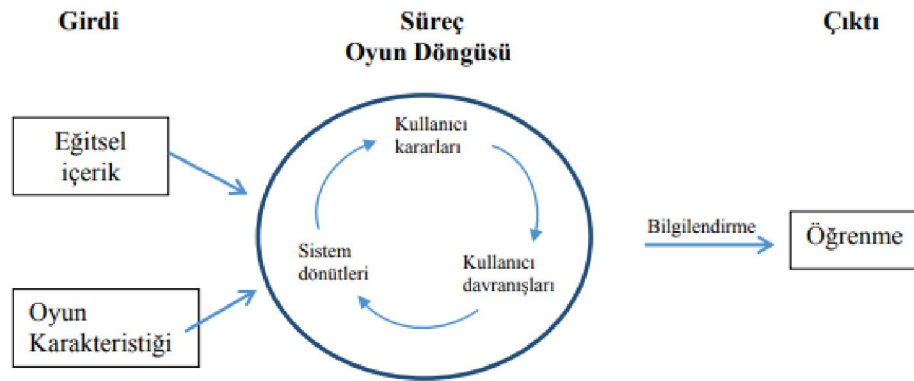 Girdi
Süreç
Oyun Döngüsü
Çıktı
Eğitsel
içerik
Oyun
Karakteristiği
Kullanıcı
kararları
Kullanıcı
davranışları
Sistem
dönütleri
Bilgilendirme
Öğrenme